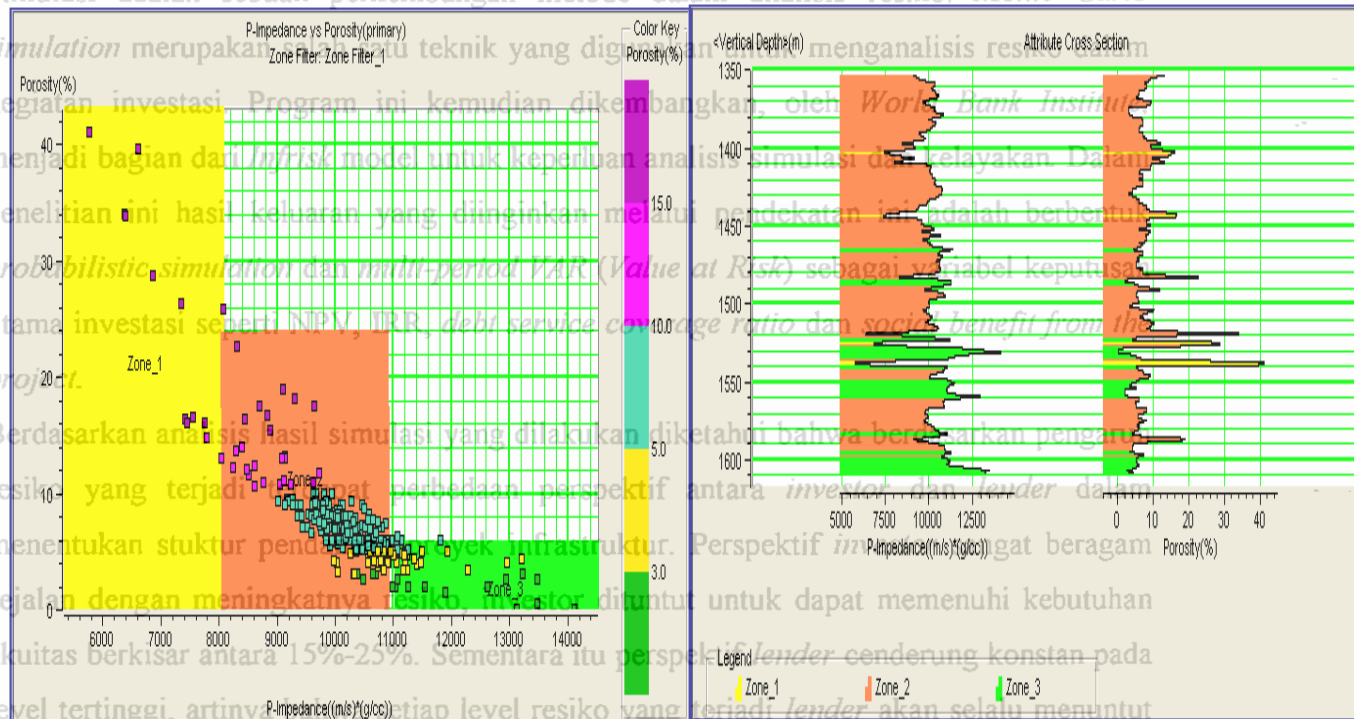 P-Impedance vs Porosity(primary)
Zone Filter: Zone Filter_1
Porosity(%)
40
30
20
10
0
Zone_1
Zone_3
6000 7000 8000 9000 10000 11000 12000 13000 14000
P-Impedance((m/s)*(g/cc))
Color Key
Porosity(%)
15.0
10.0
5.0
3.0
<Vertical Depth>(m)
Attribute Cross Section
1350
1400
1450
1500
1550
1600
5000 7500 10000 12500
P-Impedance((m/s)*(g/cc))
0 10 20 30 40
Porosity(%)
Legend
Zone_1 Zone_2 Zone_3
simulation merupakan teknik yang untuk menganalisis resiko dalam
kegiatan investasi. Program ini kemudian dikembangkan, oleh World Bank Institute
menjadi bagian dari Infrisk model untuk keperluan analisis simulasi dan kelayakan. Dalam
penelitian ini hasil keluaran yang diinginkan melalui pendekatan ini adalah berbentuk
probabilistic simulation dan multi-period VAR (Value at Risk) sebagai variabel keputusan
utama investasi seperti NPV, IRR, debt service coverage ratio dan social benefit from the
project.
Berdasarkan analisis hasil simulasi yang dilakukan diketahui bahwa berdasarkan pengaruh
resiko yang terjadi terdapat perbedaan perspektif antara investor dan lender dalam
menentukan stuktur pendanaan proyek infrastruktur. Perspektif investor sangat beragam
sejalan dengan meningkatnya resiko, investor dituntut untuk dapat memenuhi kebutuhan
ekuitas berkisar antara 15%-25%. Sementara itu perspektif lender cenderung konstan pada
level tertinggi, artinya setiap level resiko yang terjadi lender akan selalu menuntut